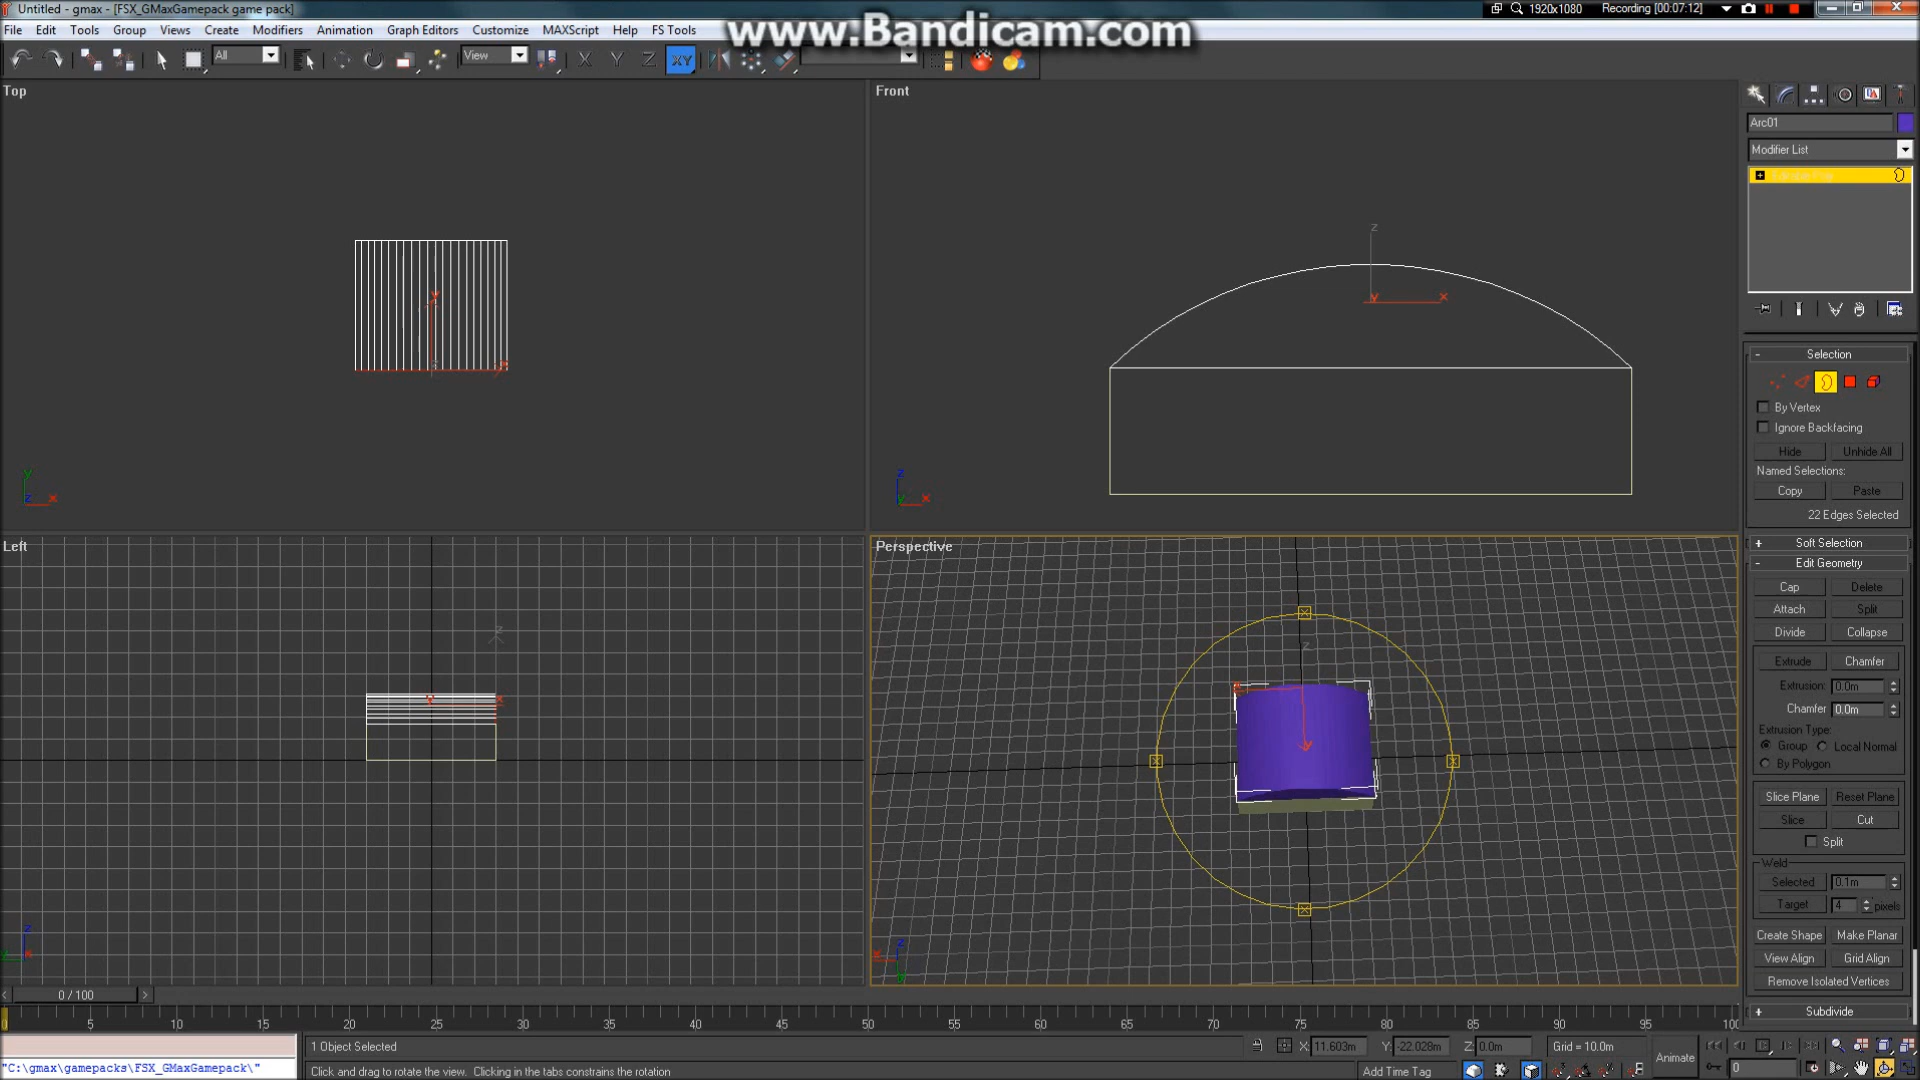 Untitled - gmax - [FSX_GMaxGamepack game pack]
www.Bandicam.com
1920x1080
Recording [00:07:12]
File Edit Tools Group Views Create Modifiers Animation Graph Editors Customize MAXScript Help FS Tools
All
View
X Y Z XY
Top
Front
Left
Perspective
Arc01
Modifier List
Editable Poly
Selection
By Vertex
Ignore Backfacing
Hide Unhide All
Named Selections:
Copy Paste
22 Edges Selected
Soft Selection
Edit Geometry
Cap Delete
Attach Split
Divide Collapse
Extrude Chamfer
Extrusion: 0.0m
Chamfer 0.0m
Extrusion Type:
Group Local Normal
By Polygon
Slice Plane Reset Plane
Slice Cut
Split
Weld
Selected 0.1m
Target 4 pixels
Create Shape Make Planar
View Align Grid Align
Remove Isolated Vertices
Subdivide
0 / 100
5 10 15 20 25 30 35 40 45 50 55 60 65 70 75 80 85 90 95 100
1 Object Selected
X: 11.603m Y: -22.028m Z: 0.0m
Grid = 10.0m
Animate
"C:\gmax\gamepacks\FSX_GMaxGamepack\"
Click and drag to rotate the view. Clicking in the tabs constrains the rotation
Add Time Tag
0